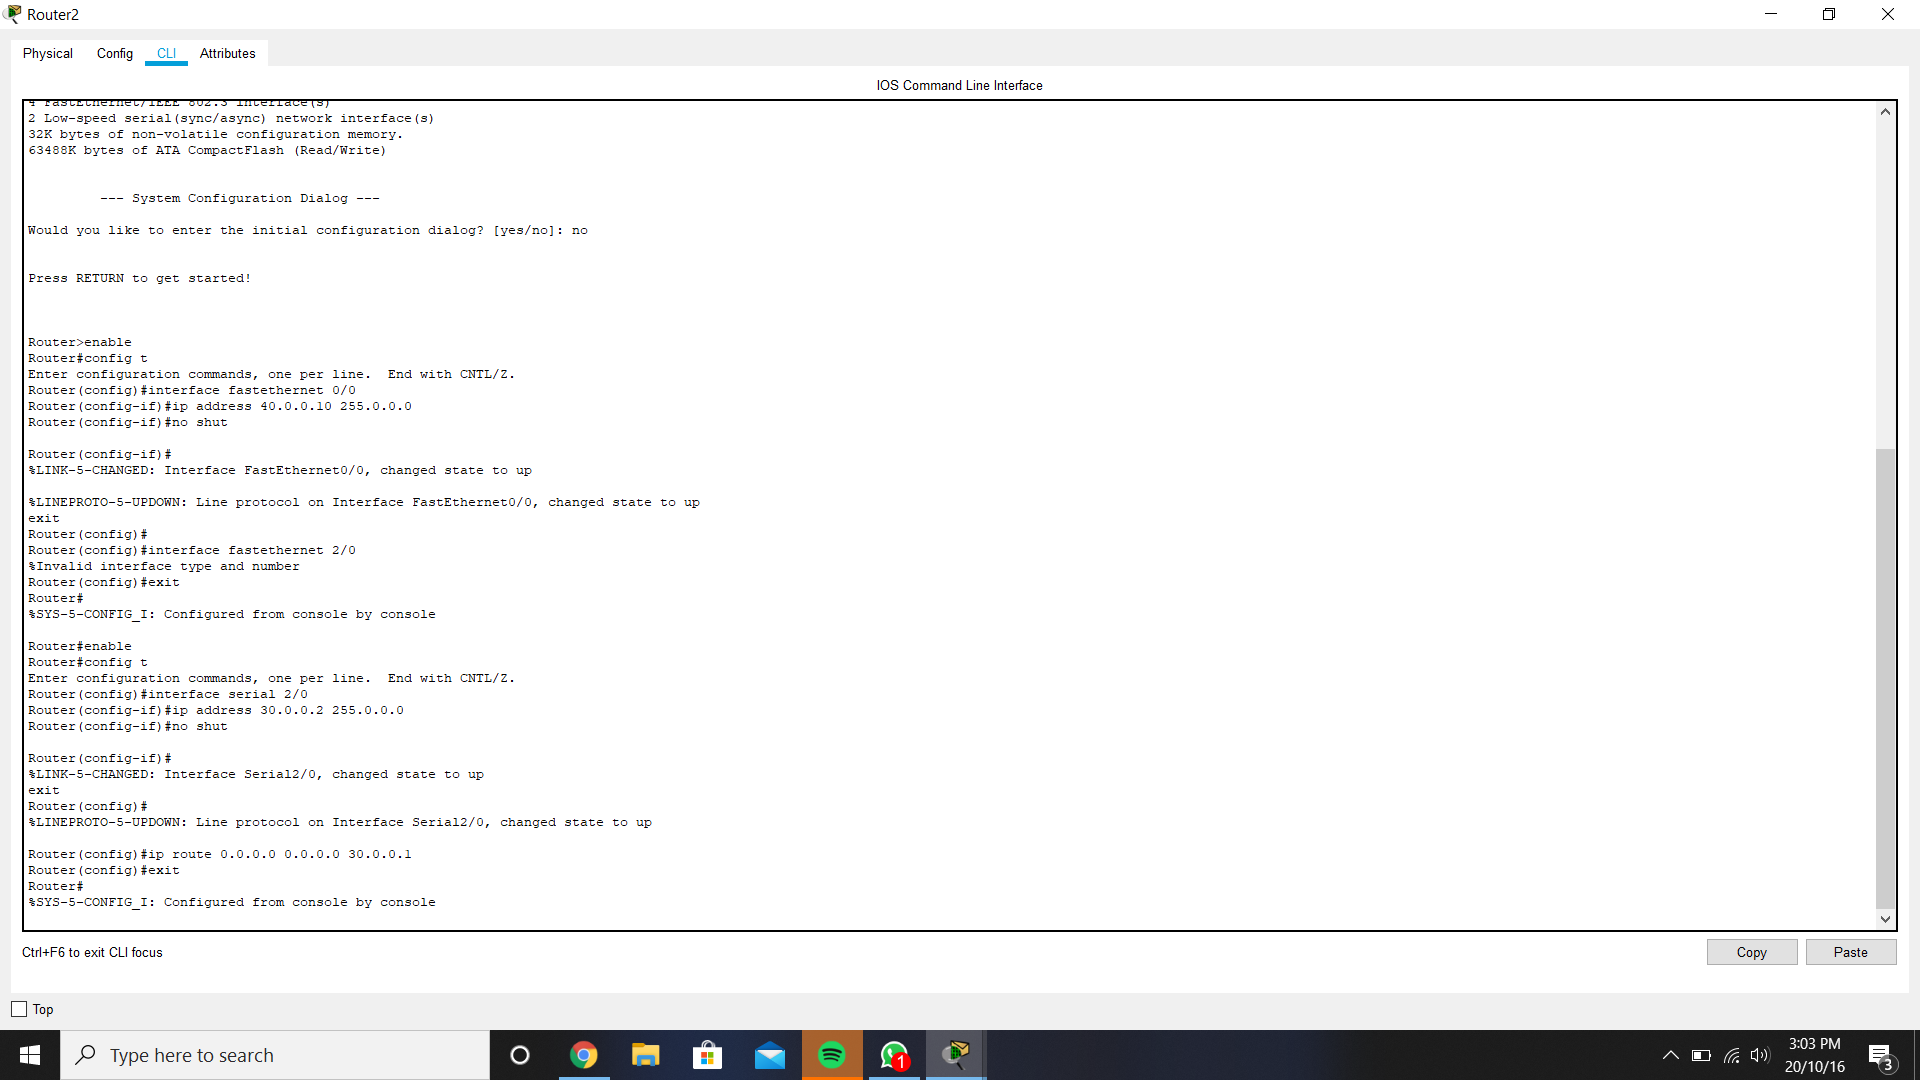 Router2
Physical Config CLI Attributes
IOS Command Line Interface
4 FastEthernet/IEEE 802.3 interface(s)
2 Low-speed serial(sync/async) network interface(s)
32K bytes of non-volatile configuration memory.
63488K bytes of ATA CompactFlash (Read/Write)
--- System Configuration Dialog ---
Would you like to enter the initial configuration dialog? [yes/no]: no
Press RETURN to get started!
Router>enable
Router#config t
Enter configuration commands, one per line.  End with CNTL/Z.
Router(config)#interface fastethernet 0/0
Router(config-if)#ip address 40.0.0.10 255.0.0.0
Router(config-if)#no shut
Router(config-if)#
%LINK-5-CHANGED: Interface FastEthernet0/0, changed state to up
%LINEPROTO-5-UPDOWN: Line protocol on Interface FastEthernet0/0, changed state to up
exit
Router(config)#
Router(config)#interface fastethernet 2/0
%Invalid interface type and number
Router(config)#exit
Router#
%SYS-5-CONFIG_I: Configured from console by console
Router#enable
Router#config t
Enter configuration commands, one per line.  End with CNTL/Z.
Router(config)#interface serial 2/0
Router(config-if)#ip address 30.0.0.2 255.0.0.0
Router(config-if)#no shut
Router(config-if)#
%LINK-5-CHANGED: Interface Serial2/0, changed state to up
exit
Router(config)#
%LINEPROTO-5-UPDOWN: Line protocol on Interface Serial2/0, changed state to up
Router(config)#ip route 0.0.0.0 0.0.0.0 30.0.0.1
Router(config)#exit
Router#
%SYS-5-CONFIG_I: Configured from console by console
Ctrl+F6 to exit CLI focus
Copy Paste
Top
Type here to search
1
3:03 PM
20/10/16
3